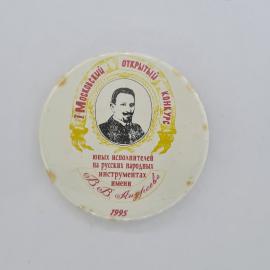 I Московский открытый конкурс
юных исполнителей
на русских народных
инструментах
имени
В.В. Андреева
1995